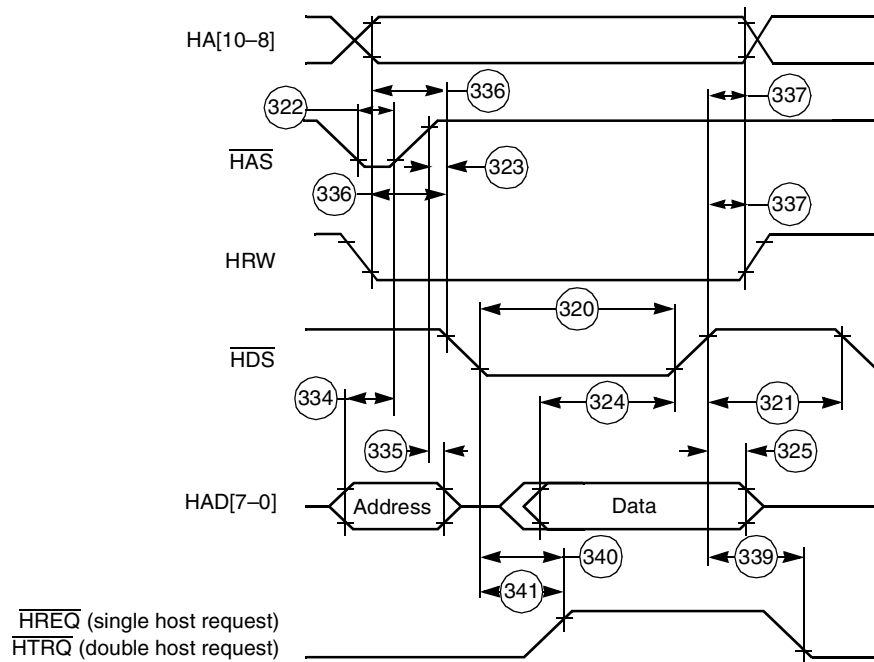 HA[10–8]
336
337
322
HAS
323
336
337
HRW
320
HDS
334
324
321
335
325
HAD[7–0]
Address
Data
340
339
341
HREQ (single host request)
HTRQ (double host request)